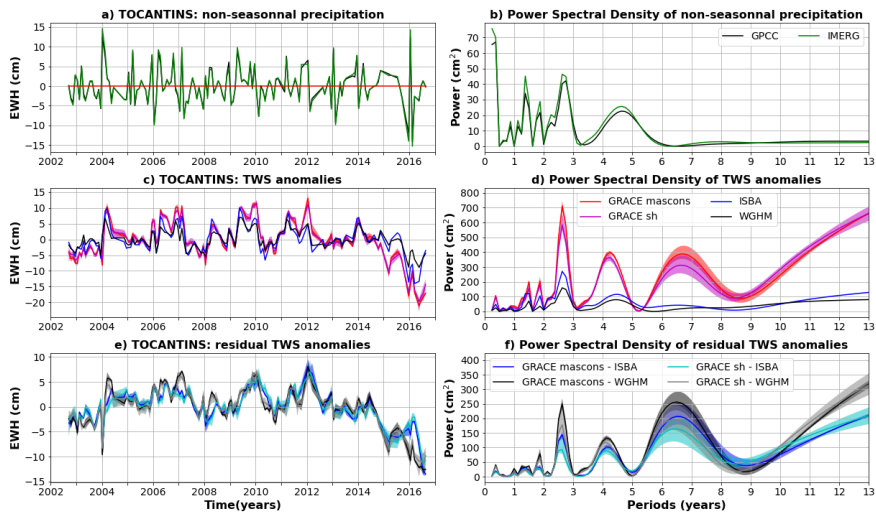 a) TOCANTINS: non-seasonnal precipitation
EWH (cm)
15
10
5
0
−5
−10
−15
2002 2004 2006 2008 2010 2012 2014 2016
b) Power Spectral Density of non-seasonnal precipitation
Power (cm²)
70
60
50
40
30
20
10
0
GPCC IMERG
0 1 2 3 4 5 6 7 8 9 10 11 12 13
c) TOCANTINS: TWS anomalies
EWH (cm)
15
10
5
0
−5
−10
−15
−20
2002 2004 2006 2008 2010 2012 2014 2016
d) Power Spectral Density of TWS anomalies
Power (cm²)
800
700
600
500
400
300
200
100
0
GRACE mascons ISBA
GRACE sh WGHM
0 1 2 3 4 5 6 7 8 9 10 11 12 13
e) TOCANTINS: residual TWS anomalies
EWH (cm)
10
5
0
−5
−10
−15
2002 2004 2006 2008 2010 2012 2014 2016
Time(years)
f) Power Spectral Density of residual TWS anomalies
Power (cm²)
400
350
300
250
200
150
100
50
0
GRACE mascons - ISBA GRACE sh - ISBA
GRACE mascons - WGHM GRACE sh - WGHM
0 1 2 3 4 5 6 7 8 9 10 11 12 13
Periods (years)